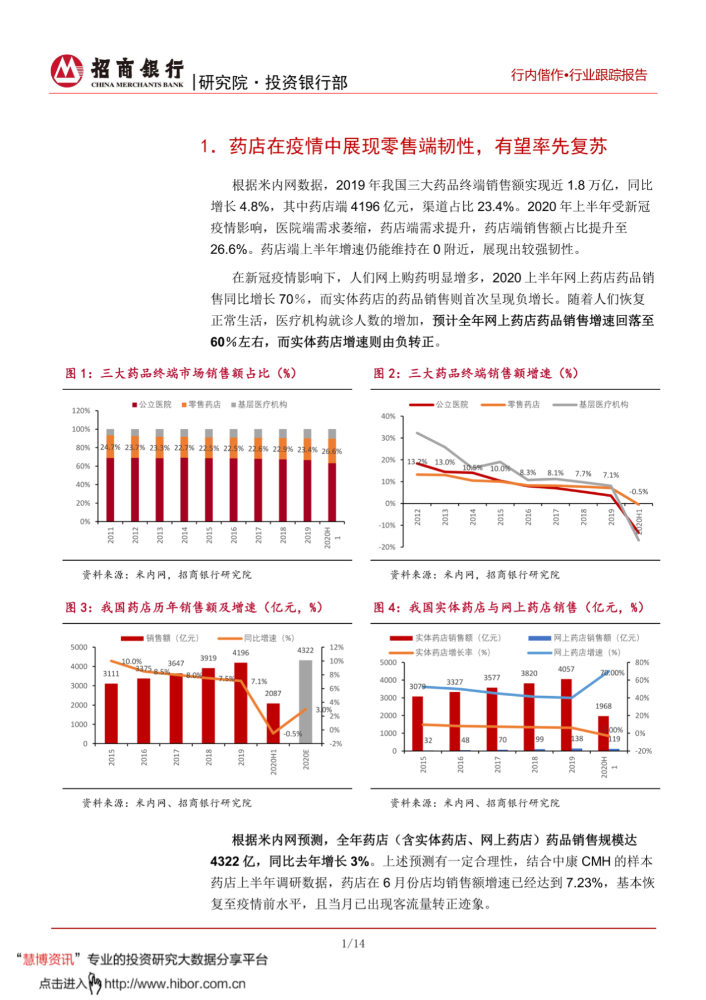 招商银行
CHINA MERCHANTS BANK
研究院·投资银行部
行内偕作•行业跟踪报告
1. 药店在疫情中展现零售端韧性，有望率先复苏
根据米内网数据，2019 年我国三大药品终端销售额实现近 1.8 万亿，同比
增长 4.8%，其中药店端 4196 亿元，渠道占比 23.4%。2020 年上半年受新冠
疫情影响，医院端需求萎缩，药店端需求提升，药店端销售额占比提升至
26.6%。药店端上半年增速仍能维持在 0 附近，展现出较强韧性。
在新冠疫情影响下，人们网上购药明显增多，2020 上半年网上药店药品销
售同比增长 70％，而实体药店的药品销售则首次呈现负增长。随着人们恢复
正常生活，医疗机构就诊人数的增加，预计全年网上药店药品销售增速回落至
60％左右，而实体药店增速则由负转正。
图 1：三大药品终端市场销售额占比（%）
公立医院 零售药店 基层医疗机构
120%
100%
80%
60%
40%
20%
0%
24.7% 23.7% 23.3% 22.7% 22.5% 22.5% 22.6% 22.9% 23.4% 26.6%
2011 2012 2013 2014 2015 2016 2017 2018 2019 2020H1
资料来源：米内网，招商银行研究院
图 2：三大药品终端销售额增速（%）
公立医院 零售药店 基层医疗机构
40%
30%
20%
10%
0%
-10%
-20%
13.2% 13.0% 10.5% 10.0% 8.3% 8.1% 7.7% 7.1% -0.5%
2012 2013 2014 2015 2016 2017 2018 2019 2020H1
资料来源：米内网，招商银行研究院
图 3：我国药店历年销售额及增速（亿元，%）
销售额（亿元） 同比增速（%）
5000
4000
3000
2000
1000
0
3111 3375 3647 3919 4196 2087 4322
10.0% 8.5% 8.0% 7.5% 7.1% -0.5% 3.0%
12%
10%
8%
6%
4%
2%
0%
-2%
2015 2016 2017 2018 2019 2020H1 2020E
资料来源：米内网、招商银行研究院
图 4：我国实体药店与网上药店销售（亿元，%）
实体药店销售额（亿元） 网上药店销售额（亿元）
实体药店增长率（%） 网上药店增速（%）
5000
4000
3000
2000
1000
0
3079 3327 3577 3820 4057 1968
32 48 70 99 138 119
70.00%
80%
60%
40%
20%
0%
-20%
2015 2016 2017 2018 2019 2020H1
资料来源：米内网、招商银行研究院
根据米内网预测，全年药店（含实体药店、网上药店）药品销售规模达
4322 亿，同比去年增长 3%。上述预测有一定合理性，结合中康 CMH 的样本
药店上半年调研数据，药店在 6 月份店均销售额增速已经达到 7.23%，基本恢
复至疫情前水平，且当月已出现客流量转正迹象。
1/14
“慧博资讯”专业的投资研究大数据分享平台
点击进入 http://www.hibor.com.cn